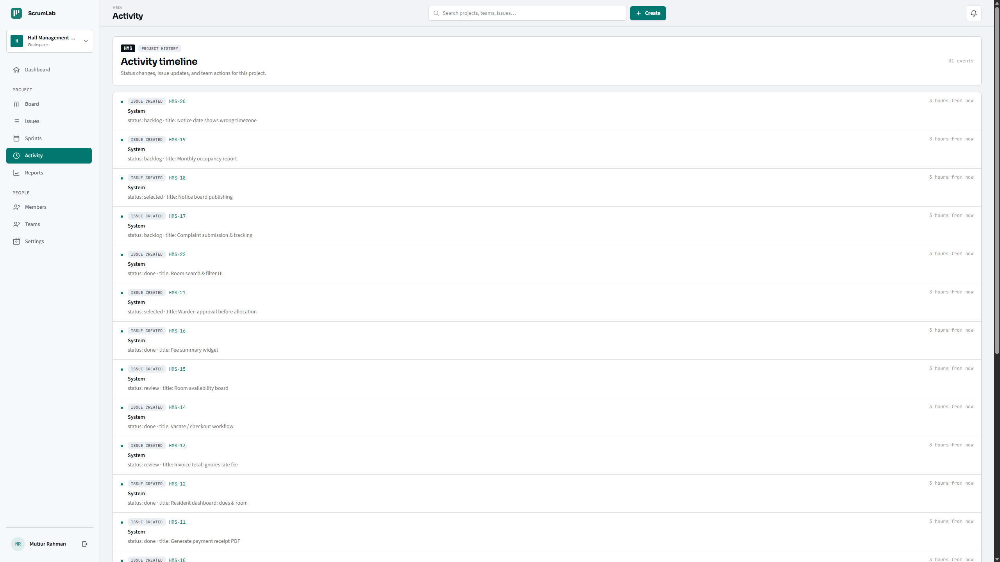 ScrumLab
H
Hall Management ...
Workspace
Dashboard
PROJECT
Board
Issues
Sprints
Activity
Reports
PEOPLE
Members
Teams
Settings
MR
Mutiur Rahman
HMS
Activity
Search projects, teams, issues...
Create
HMS PROJECT HISTORY
Activity timeline
Status changes, issue updates, and team actions for this project.
31 events
ISSUE CREATED HMS-20 3 hours from now
System
status: backlog · title: Notice date shows wrong timezone
ISSUE CREATED HMS-19 3 hours from now
System
status: backlog · title: Monthly occupancy report
ISSUE CREATED HMS-18 3 hours from now
System
status: selected · title: Notice board publishing
ISSUE CREATED HMS-17 3 hours from now
System
status: backlog · title: Complaint submission & tracking
ISSUE CREATED HMS-22 3 hours from now
System
status: done · title: Room search & filter UI
ISSUE CREATED HMS-21 3 hours from now
System
status: selected · title: Warden approval before allocation
ISSUE CREATED HMS-16 3 hours from now
System
status: done · title: Fee summary widget
ISSUE CREATED HMS-15 3 hours from now
System
status: review · title: Room availability board
ISSUE CREATED HMS-14 3 hours from now
System
status: done · title: Vacate / checkout workflow
ISSUE CREATED HMS-13 3 hours from now
System
status: review · title: Invoice total ignores late fee
ISSUE CREATED HMS-12 3 hours from now
System
status: done · title: Resident dashboard: dues & room
ISSUE CREATED HMS-11 3 hours from now
System
status: done · title: Generate payment receipt PDF
ISSUE CREATED HMS-10 3 hours from now